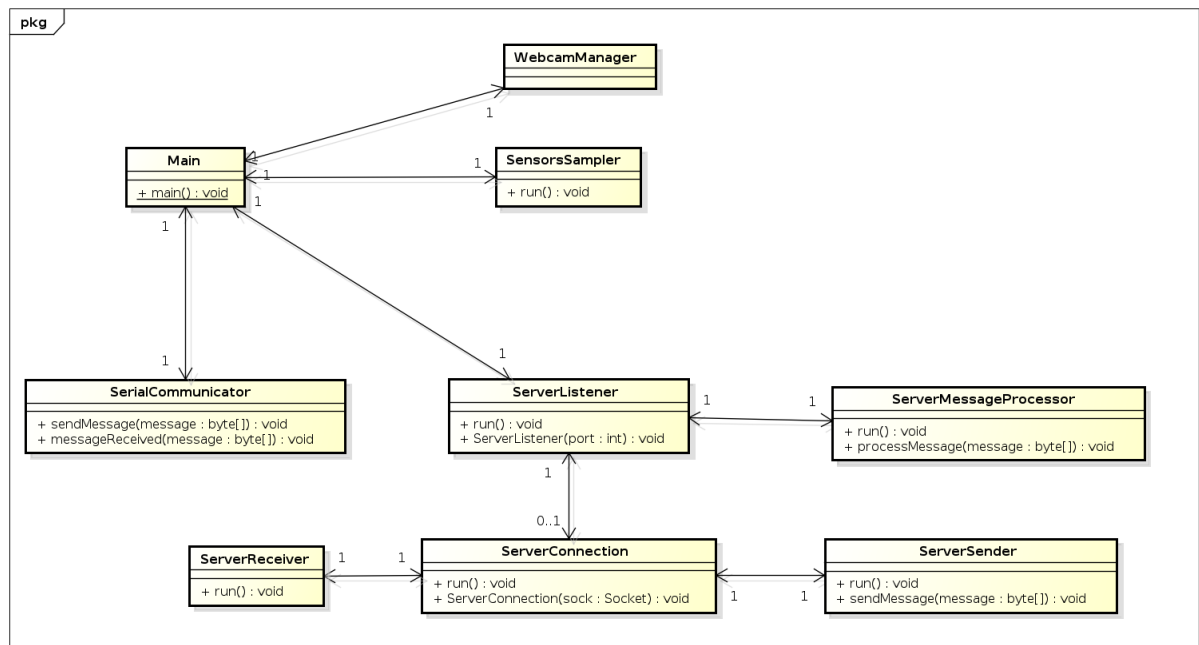 pkg
WebcamManager
1
1
Main
+ main() : void
SensorsSampler
+ run() : void
1
1
1
1
1
1
SerialCommunicator
+ sendMessage(message : byte[]) : void
+ messageReceived(message : byte[]) : void
ServerListener
+ run() : void
+ ServerListener(port : int) : void
1
1
ServerMessageProcessor
+ run() : void
+ processMessage(message : byte[]) : void
1
0..1
ServerReceiver
+ run() : void
1
1
ServerConnection
+ run() : void
+ ServerConnection(sock : Socket) : void
1
1
ServerSender
+ run() : void
+ sendMessage(message : byte[]) : void